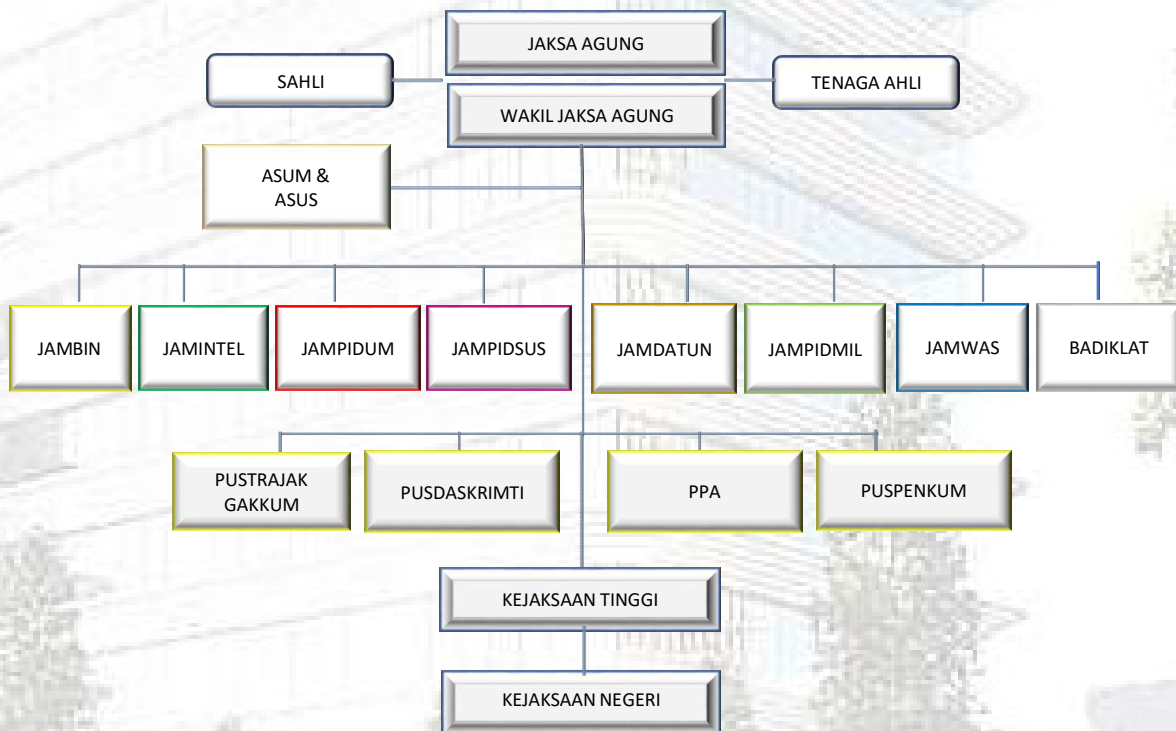 JAKSA AGUNG
SAHLI
TENAGA AHLI
WAKIL JAKSA AGUNG
ASUM &
ASUS
JAMBIN
JAMINTEL
JAMPIDUM
JAMPIDSUS
JAMDATUN
JAMPIDMIL
JAMWAS
BADIKLAT
PUSTRAJAK
GAKKUM
PUSDASKRIMTI
PPA
PUSPENKUM
KEJAKSAAN TINGGI
KEJAKSAAN NEGERI